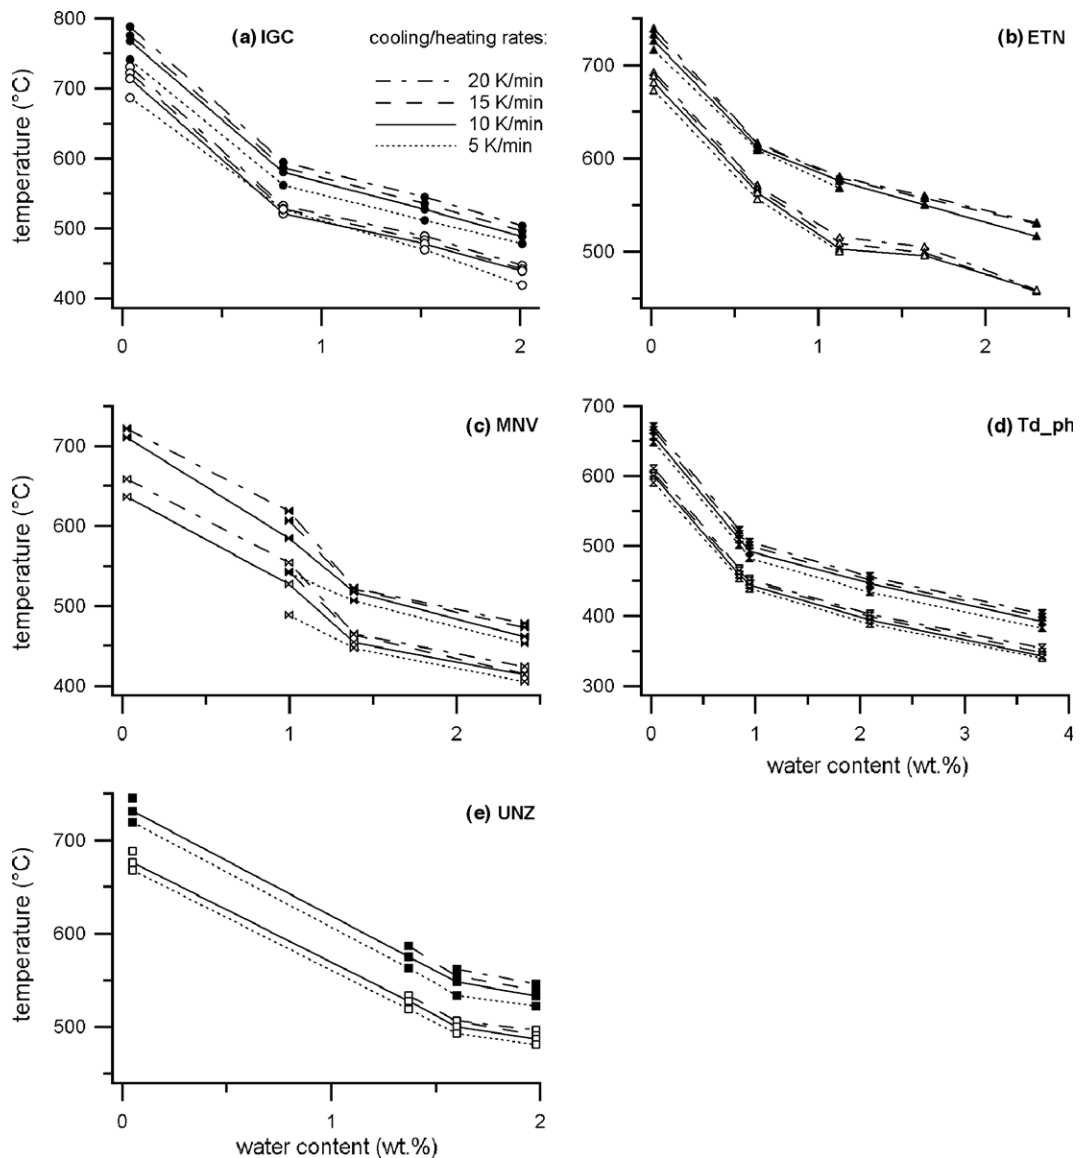 (a) IGC
cooling/heating rates:
20 K/min
15 K/min
10 K/min
5 K/min
temperature (°C)
800
700
600
500
400
0
1
2
(b) ETN
700
600
500
0
1
2
(c) MNV
temperature (°C)
700
600
500
400
0
1
2
(d) Td_ph
700
600
500
400
300
0
1
2
3
4
water content (wt.%)
(e) UNZ
temperature (°C)
700
600
500
0
1
2
water content (wt.%)